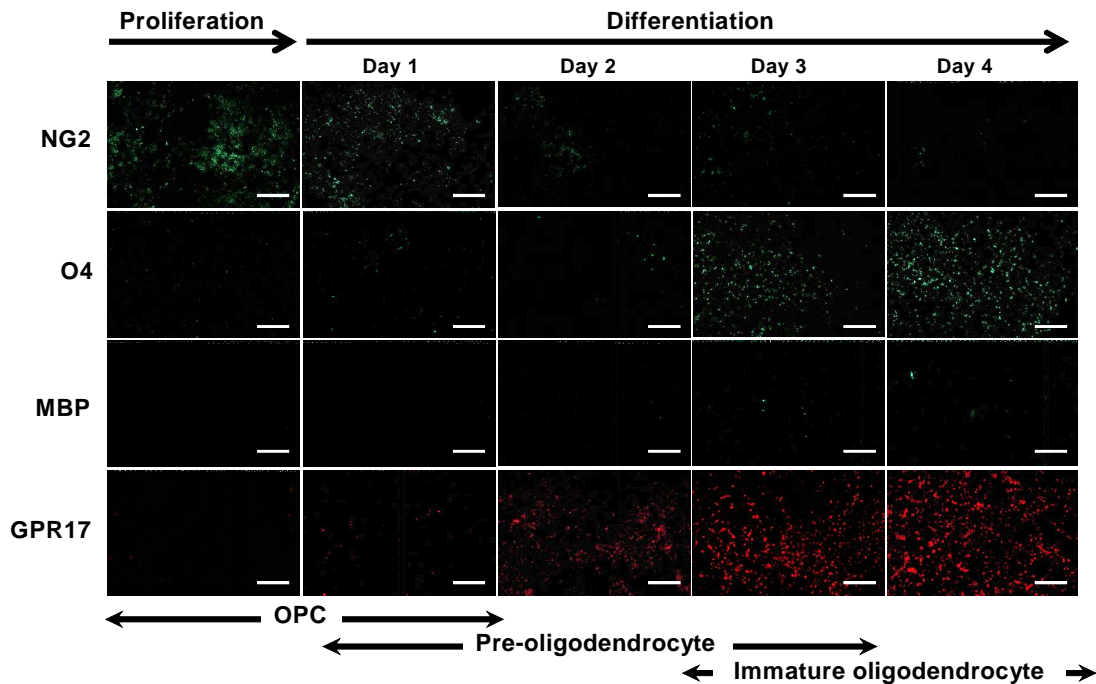 Proliferation Differentiation
Day 1 Day 2 Day 3 Day 4
NG2
O4
MBP
GPR17
OPC
Pre-oligodendrocyte
Immature oligodendrocyte